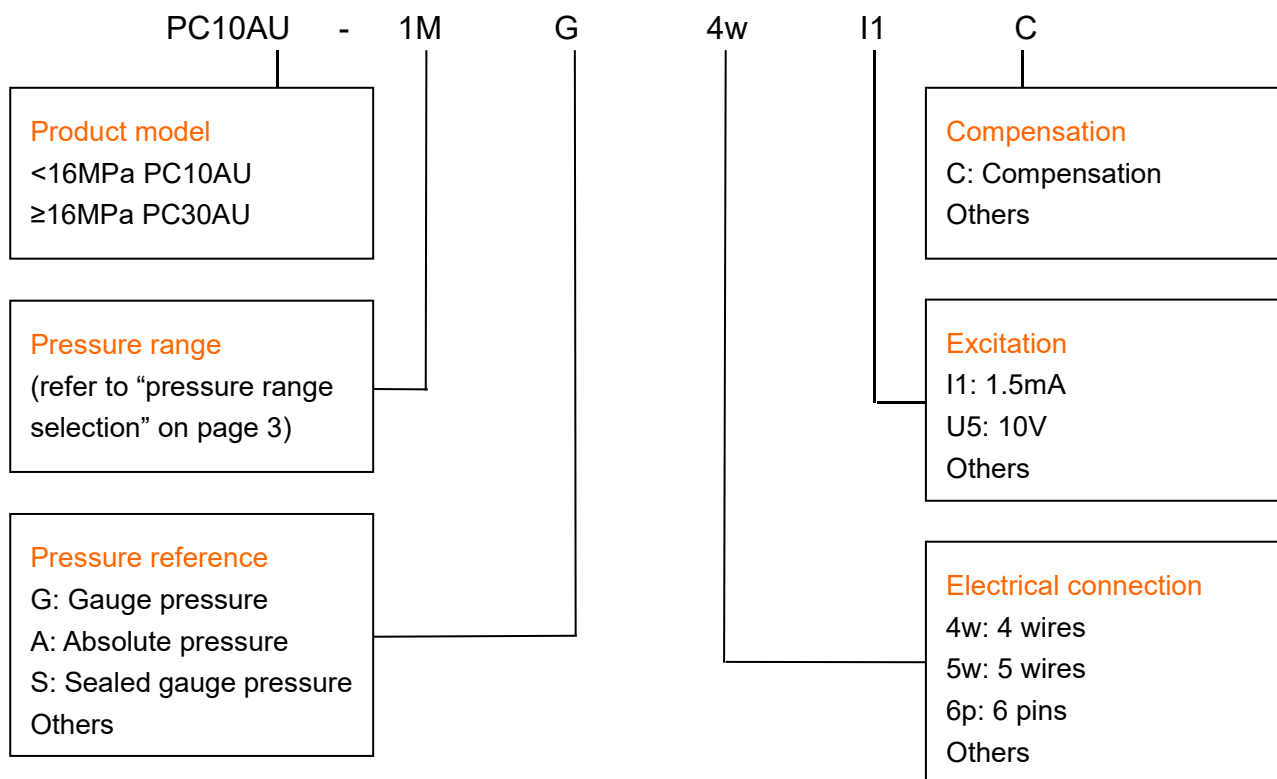 PC10AU - 1M G 4w I1 C
Product model
<16MPa PC10AU
≥16MPa PC30AU
Pressure range
(refer to “pressure range
selection” on page 3)
Pressure reference
G: Gauge pressure
A: Absolute pressure
S: Sealed gauge pressure
Others
Compensation
C: Compensation
Others
Excitation
I1: 1.5mA
U5: 10V
Others
Electrical connection
4w: 4 wires
5w: 5 wires
6p: 6 pins
Others